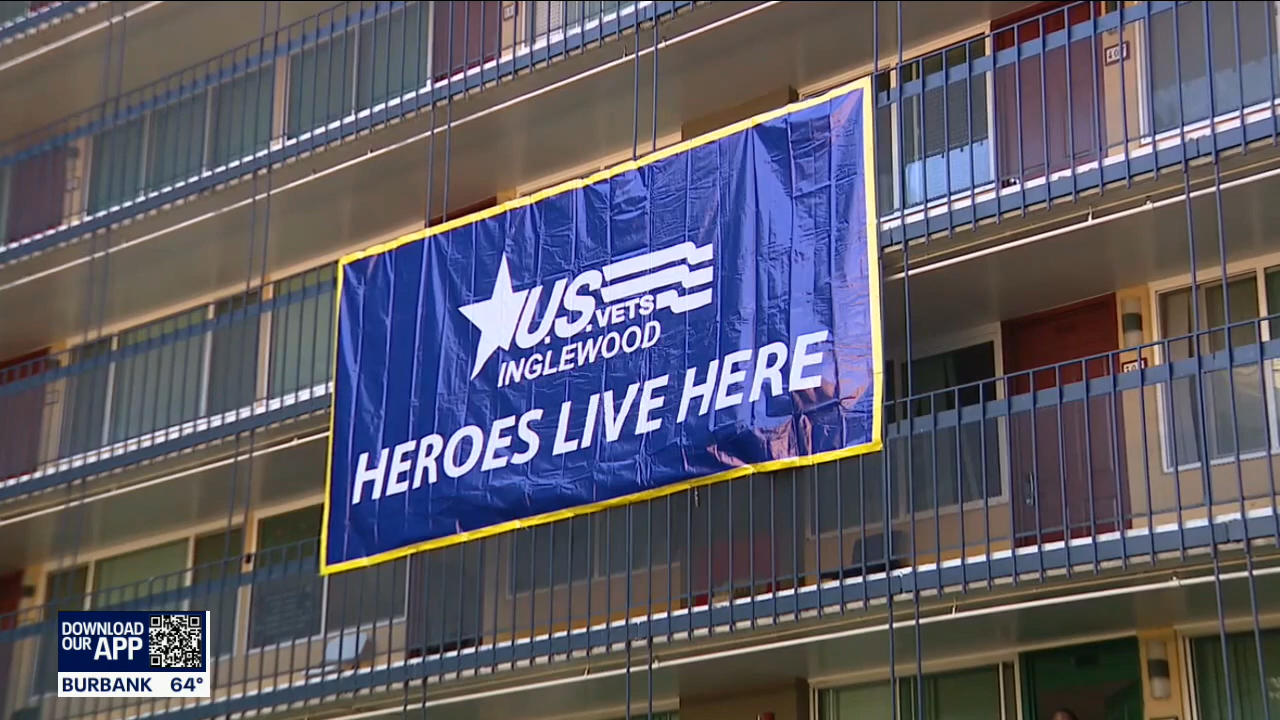 U.S.VETS
INGLEWOOD
HEROES LIVE HERE
DOWNLOAD
OUR APP
BURBANK 64°